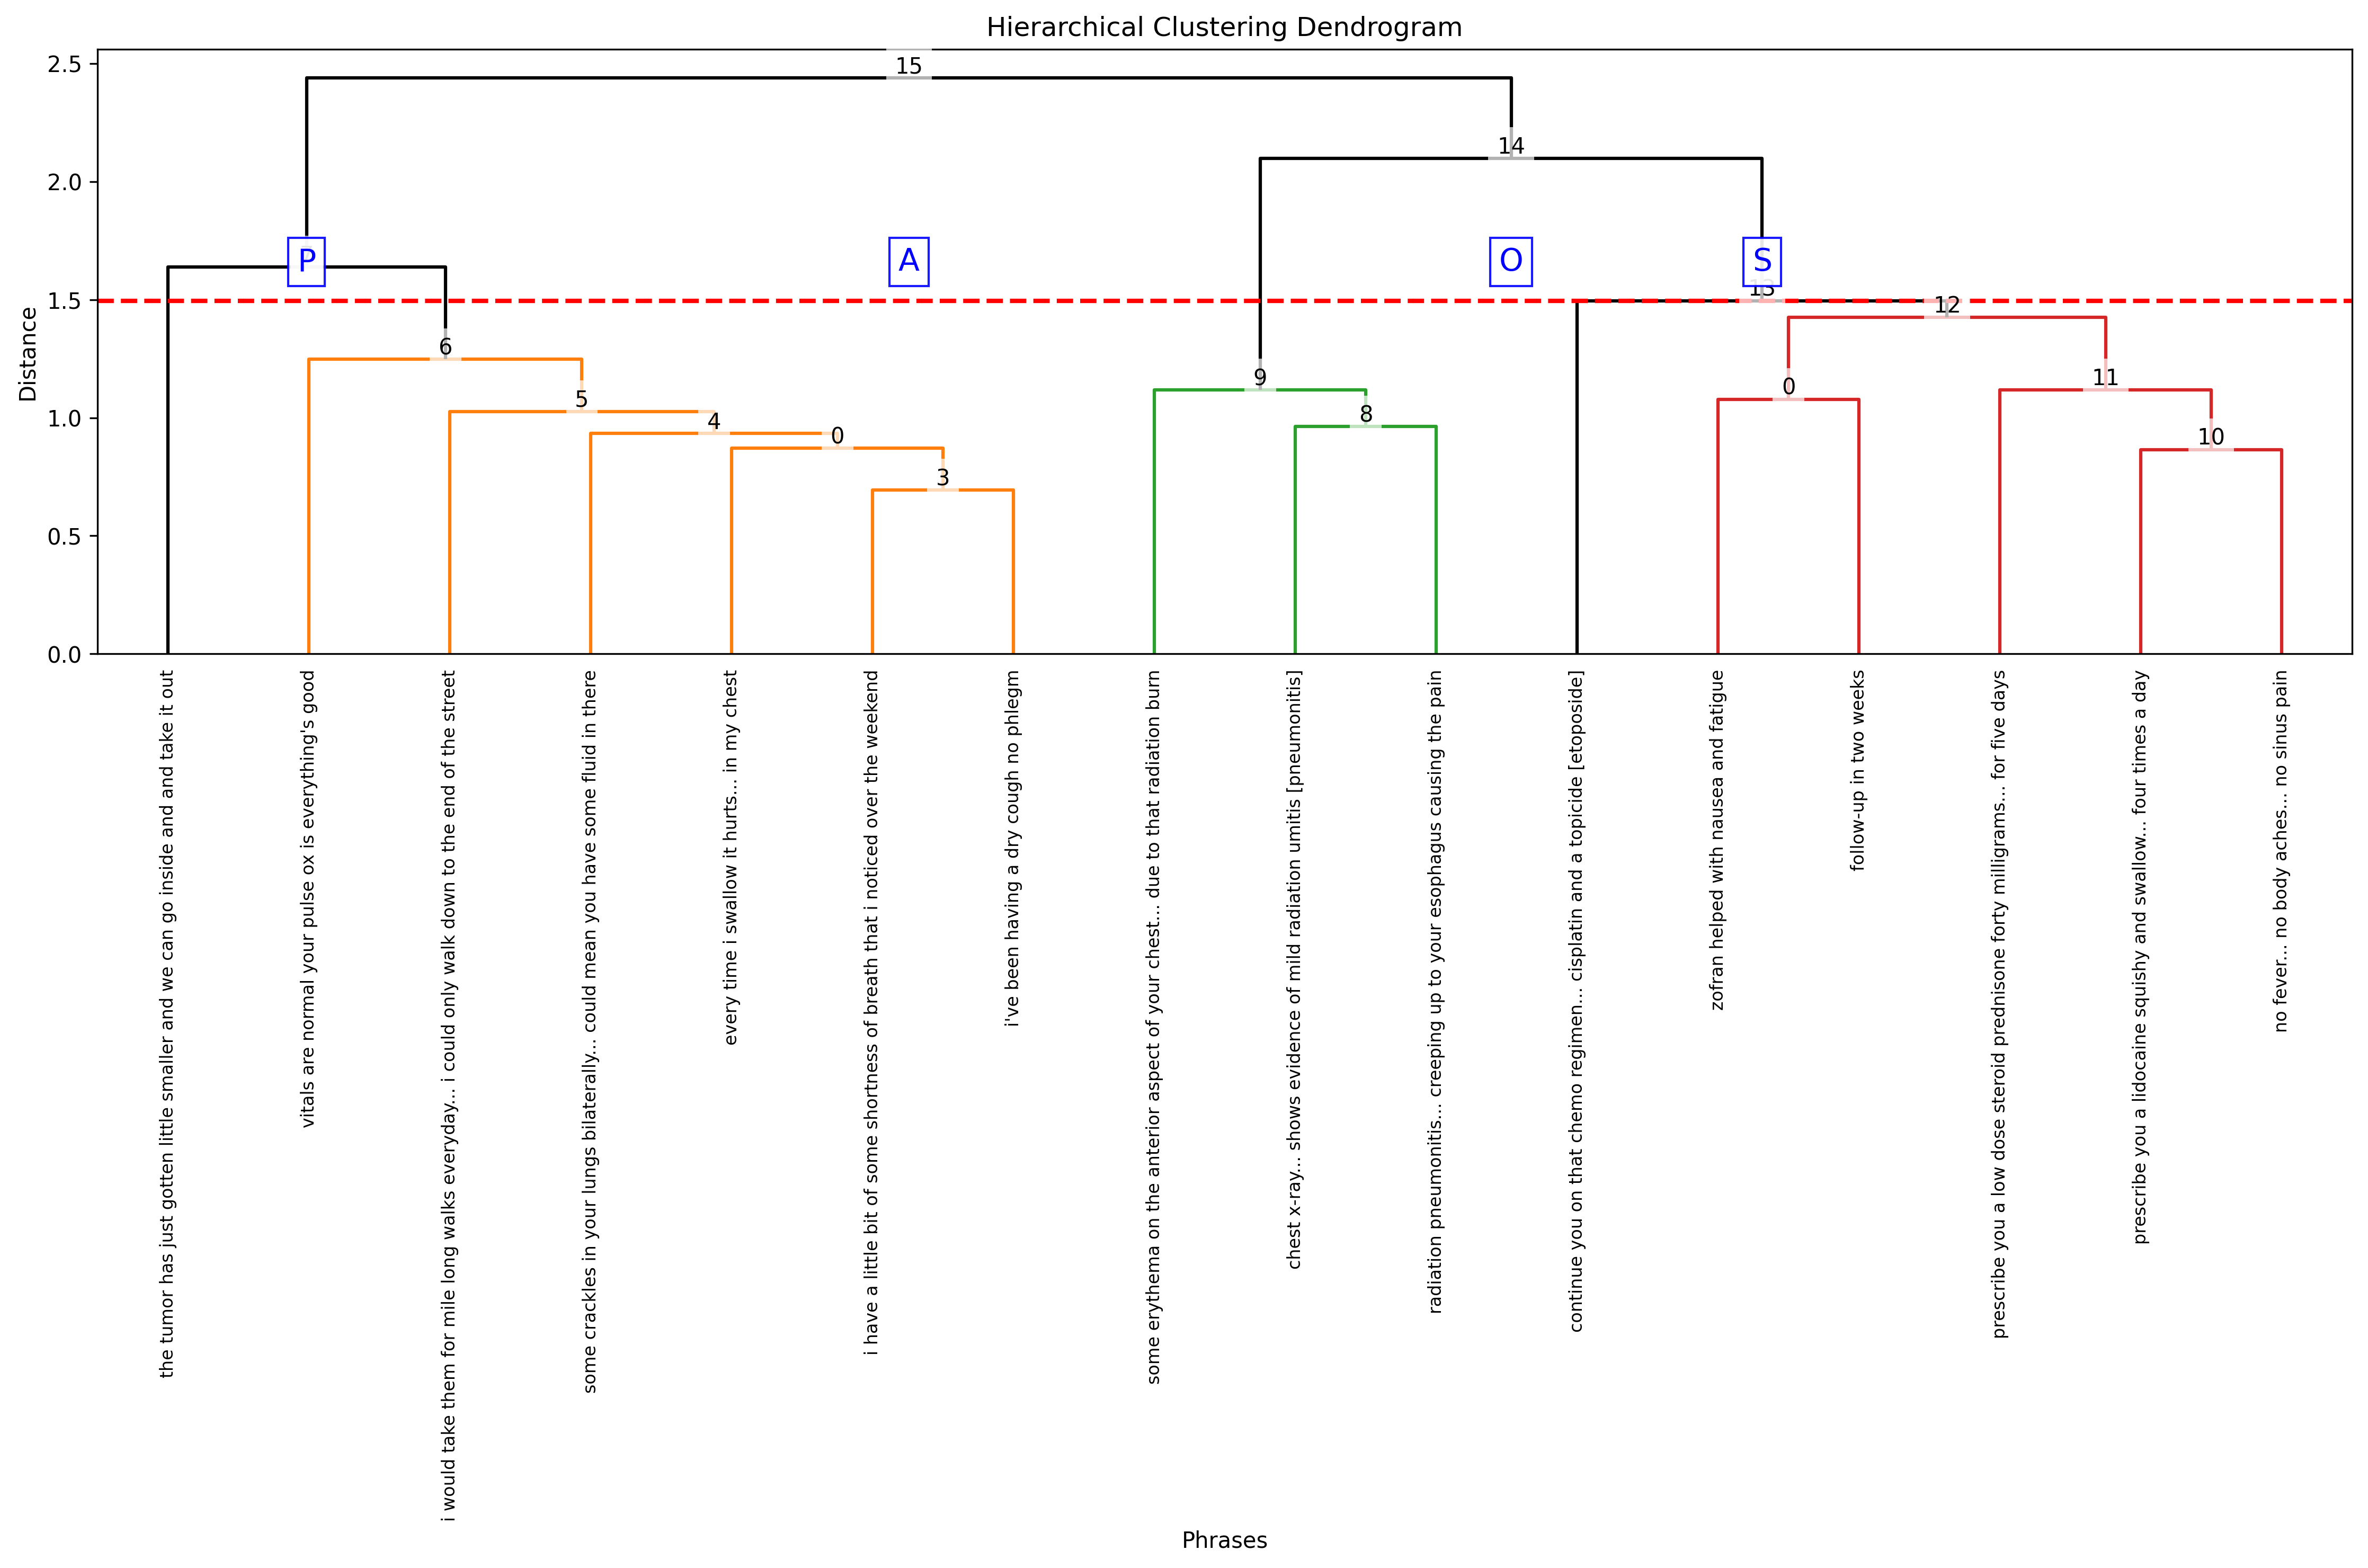 Hierarchical Clustering Dendrogram
2.5
2.0
1.5
1.0
0.5
0.0
Distance
15
14
P
A
O
S
13
12
6
9
0
11
5
8
4
0
10
3
the tumor has just gotten little smaller and we can go inside and and take it out
vitals are normal your pulse ox is everything's good
i would take them for mile long walks everyday... i could only walk down to the end of the street
some crackles in your lungs bilaterally... could mean you have some fluid in there
every time i swallow it hurts... in my chest
i have a little bit of some shortness of breath that i noticed over the weekend
i've been having a dry cough no phlegm
some erythema on the anterior aspect of your chest... due to that radiation burn
chest x-ray... shows evidence of mild radiation umitis [pneumonitis]
radiation pneumonitis... creeping up to your esophagus causing the pain
continue you on that chemo regimen... cisplatin and a topicide [etoposide]
zofran helped with nausea and fatigue
follow-up in two weeks
prescribe you a low dose steroid prednisone forty milligrams... for five days
prescribe you a lidocaine squishy and swallow... four times a day
no fever... no body aches... no sinus pain
Phrases